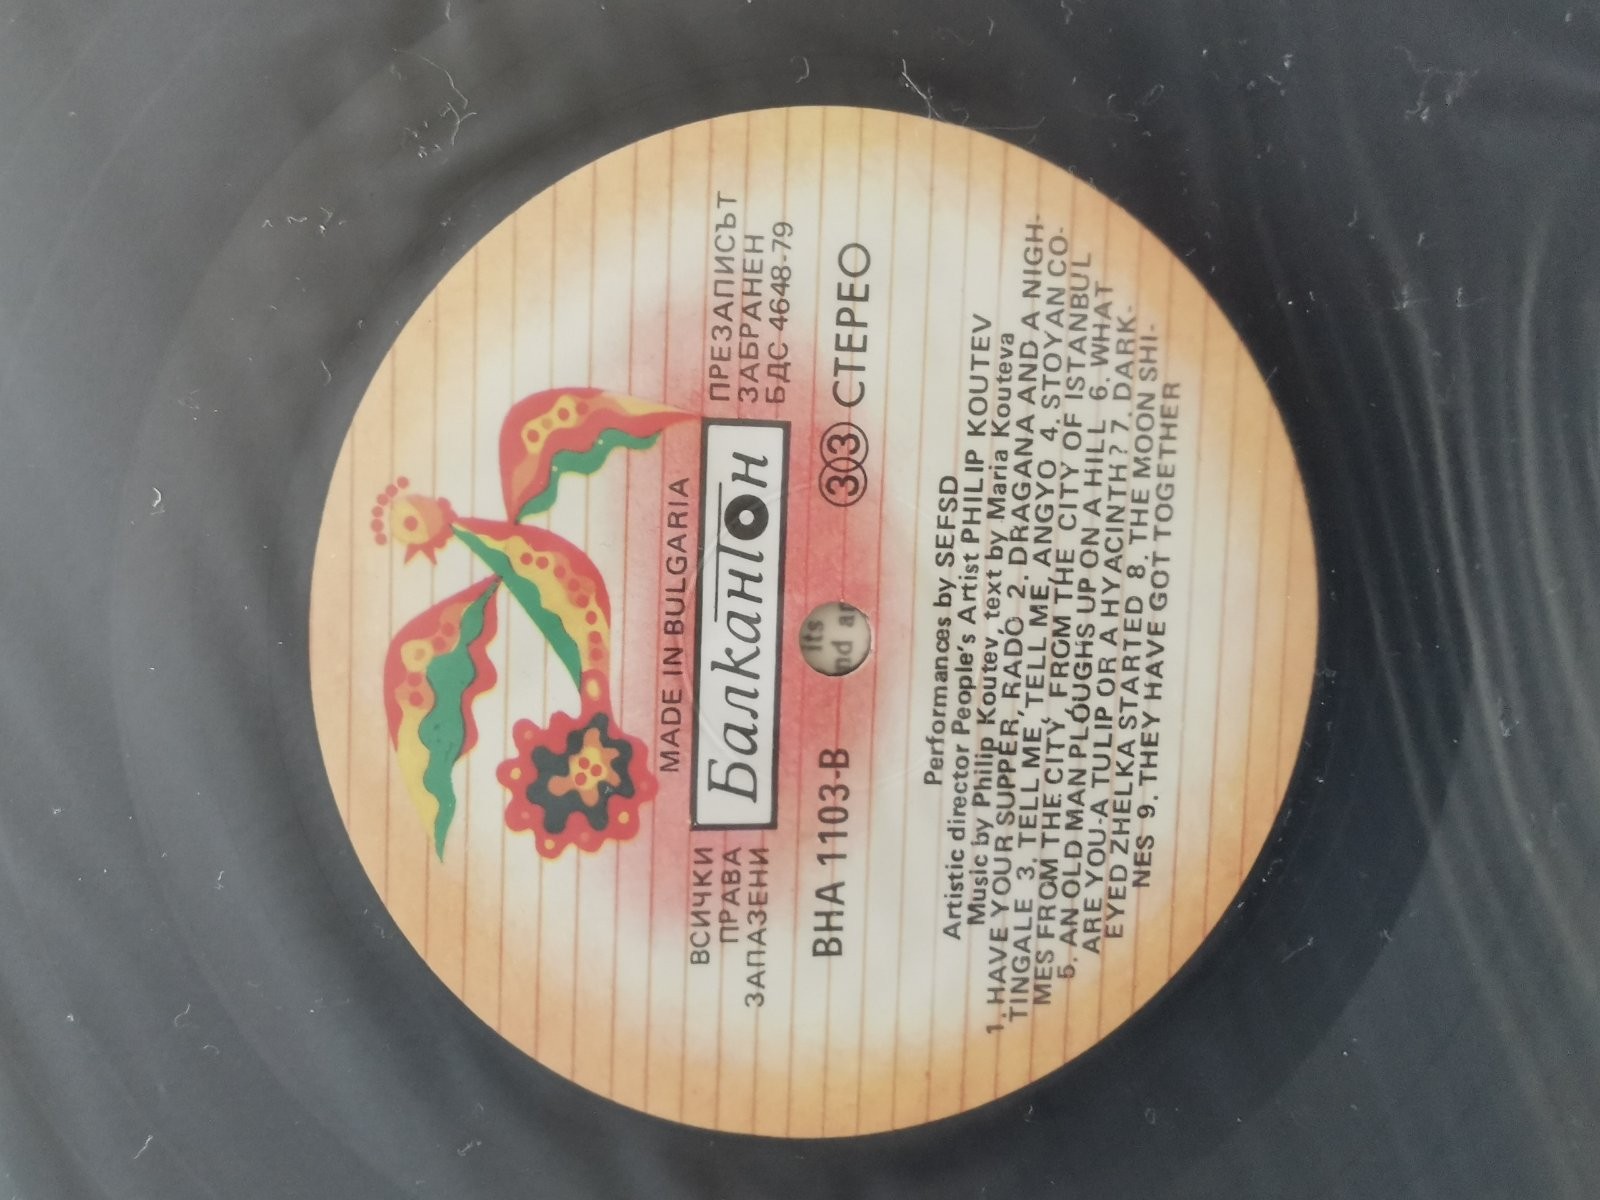 MADE IN BULGARIA
ВСИЧКИ
ПРАВА
ЗАПАЗЕНИ
Балкантон
ПРЕЗАПИСЪТ
ЗАБРАНЕН
БДС 4648-79
ВНА 1103-В
33 СТЕРЕО
its
nd ar
Performances by SEFSD
Artistic director People's Artist PHILIP KOUTEV
Music by Philip Koutev, text by Maria Kouteva
1. HAVE YOUR SUPPER, RADO 2. DRAGANA AND A NIGH-
TINGALE 3. TELL ME, TELL ME, ANGYO 4. STOYAN CO-
MES FROM THE CITY, FROM THE CITY OF ISTANBUL
5. AN OLD MAN PLOUGHS UP ON A HILL 6. WHAT
ARE YOU-A TULIP OR A HYACINTH? 7. DARK-
EYED ZHELKA STARTED 8. THE MOON SHI-
NES 9. THEY HAVE GOT TOGETHER